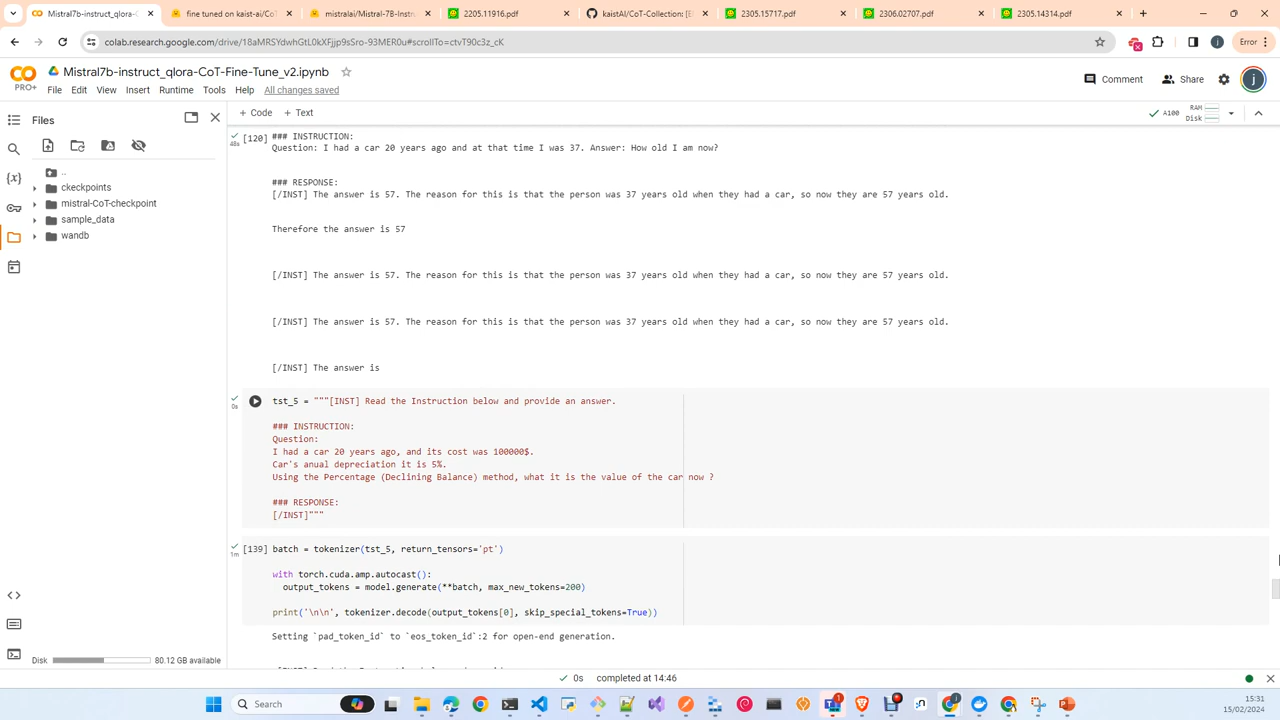 Mistral7b-instruct_qlora-C
fine tuned on kaist-ai/CoT
mistralai/Mistral-7B-Instru
2205.11916.pdf
kaistAI/CoT-Collection: [E
2305.15717.pdf
2306.02707.pdf
2305.14314.pdf
colab.research.google.com/drive/18aMRSYdwhGtL0kXFjjp9sSro-93MER0u#scrollTo=ctvT90c3z_cK
j
Error
PRO+
Mistral7b-instruct_qlora-CoT-Fine-Tune_v2.ipynb
File Edit View Insert Runtime Tools Help All changes saved
Comment
Share
j
Files
+ Code + Text
A100
RAM
Disk
..
ckeckpoints
mistral-CoT-checkpoint
sample_data
wandb
Disk
80.12 GB available
[120]
48s
### INSTRUCTION:
Question: I had a car 20 years ago and at that time I was 37. Answer: How old I am now?
### RESPONSE:
[/INST] The answer is 57. The reason for this is that the person was 37 years old when they had a car, so now they are 57 years old.
Therefore the answer is 57
[/INST] The answer is 57. The reason for this is that the person was 37 years old when they had a car, so now they are 57 years old.
[/INST] The answer is 57. The reason for this is that the person was 37 years old when they had a car, so now they are 57 years old.
[/INST] The answer is
0s
tst_5 = """[INST] Read the Instruction below and provide an answer.
### INSTRUCTION:
Question:
I had a car 20 years ago, and its cost was 100000$.
Car's anual depreciation it is 5%.
Using the Percentage (Declining Balance) method, what it is the value of the car now ?
### RESPONSE:
[/INST]"""
[139]
1m
batch = tokenizer(tst_5, return_tensors='pt')
with torch.cuda.amp.autocast():
output_tokens = model.generate(**batch, max_new_tokens=200)
print('\n\n', tokenizer.decode(output_tokens[0], skip_special_tokens=True))
Setting `pad_token_id` to `eos_token_id`:2 for open-end generation.
0s completed at 14:46
Search
15:31
15/02/2024